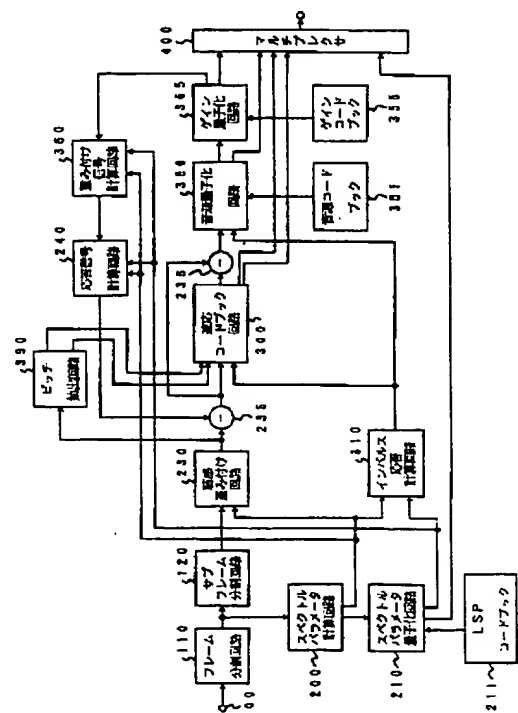 400
マルチプレクサ
365
ゲイン
量子化
回路
ゲイン
コード
ブック
355
360
重み付け
信号
計算回路
350
音源量子化
回路
音源コード
ブック
351
240
応答信号
計算回路
235
-
390
ピッチ
抽出回路
適応
コードブック
回路
300
-
235
230
聴感
重み付け
回路
310
インパルス
応答
計算回路
120
サブ
フレーム
分割回路
110
フレーム
分割回路
100
スペクトル
パラメータ
計算回路
200
スペクトル
パラメータ
量子化回路
210
LSP
コードブック
211